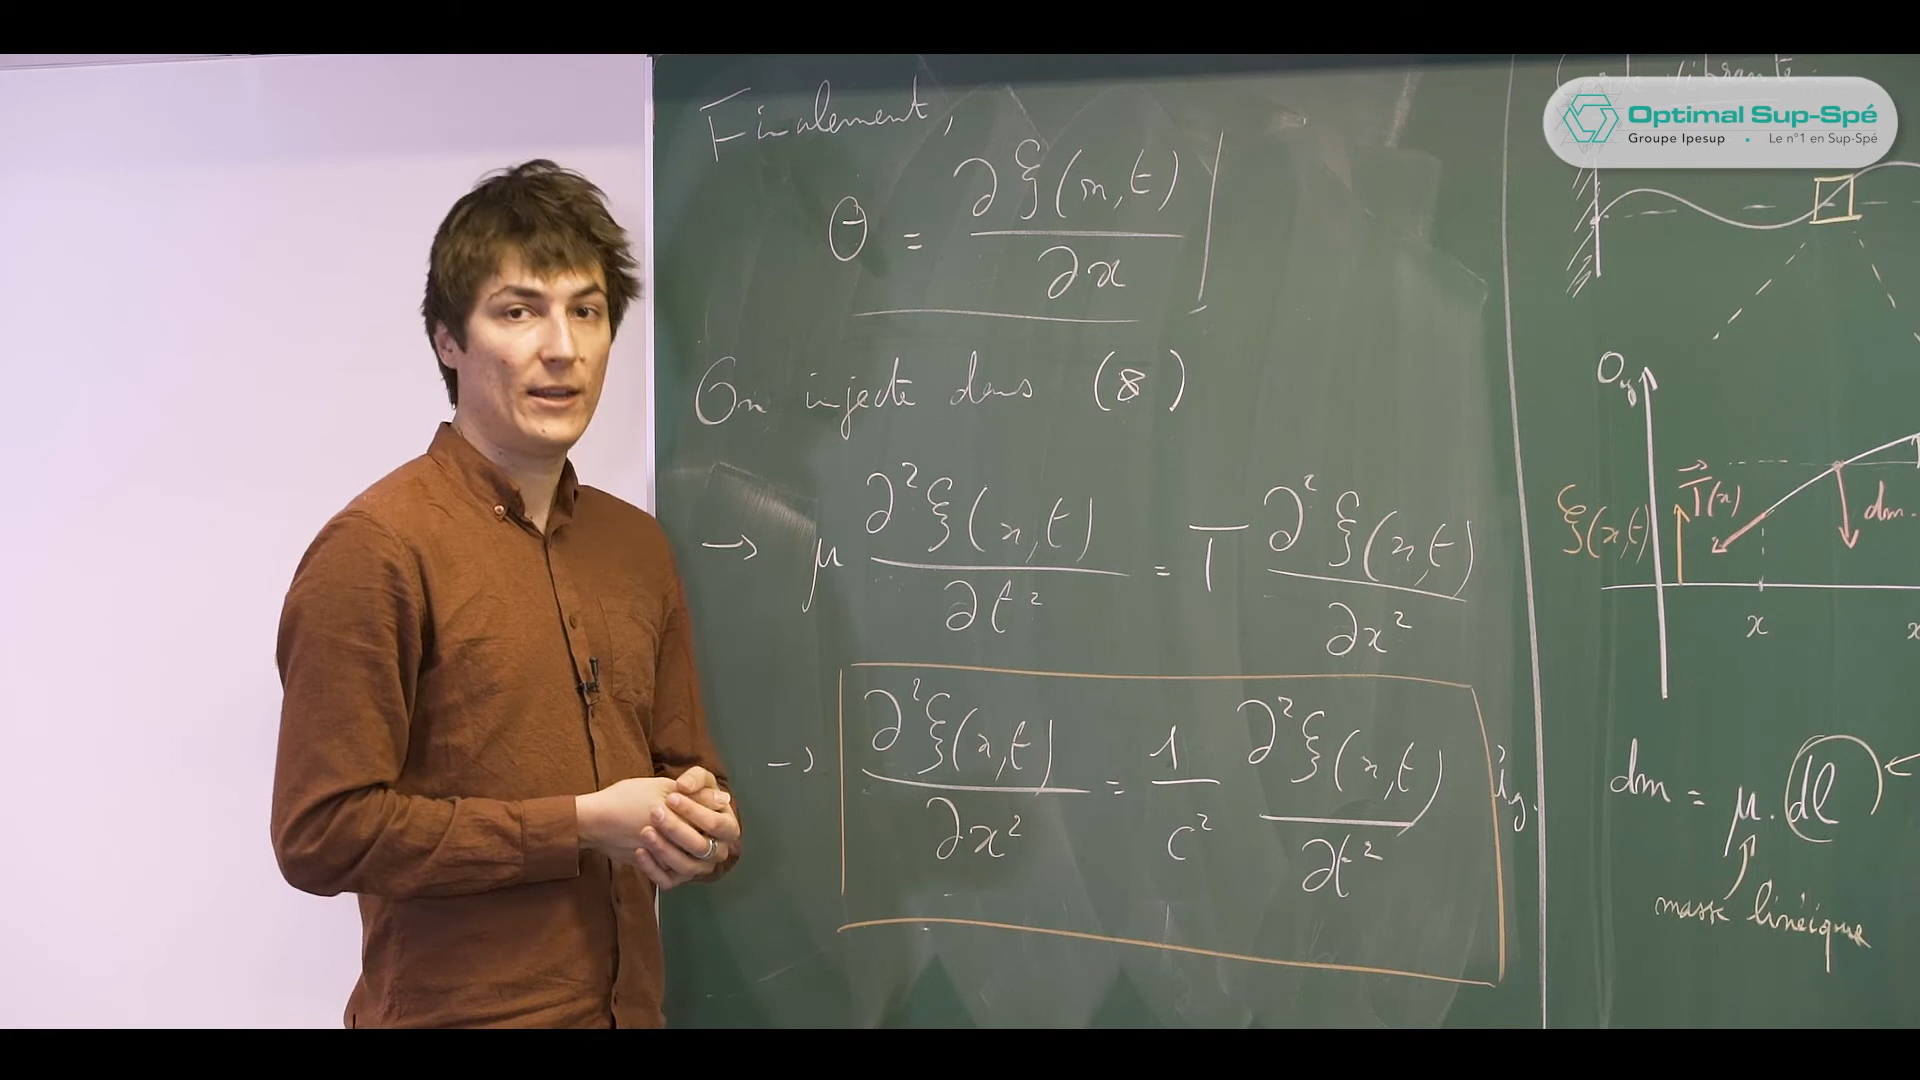 Finalement,
θ = ∂ξ(x,t) / ∂x
On injecte dans (8)
→ μ ∂²ξ(x,t) / ∂t² = T ∂²ξ(x,t) / ∂x²
→ ∂²ξ(x,t) / ∂x² = 1 / c² ∂²ξ(x,t) / ∂t²
vibrante
Optimal Sup-Spé
Groupe Ipesup . Le n°1 en Sup-Spé
Oy
T(x)
ξ(x,t)
dm.
x
x
dm = μ.dl
masse linéique